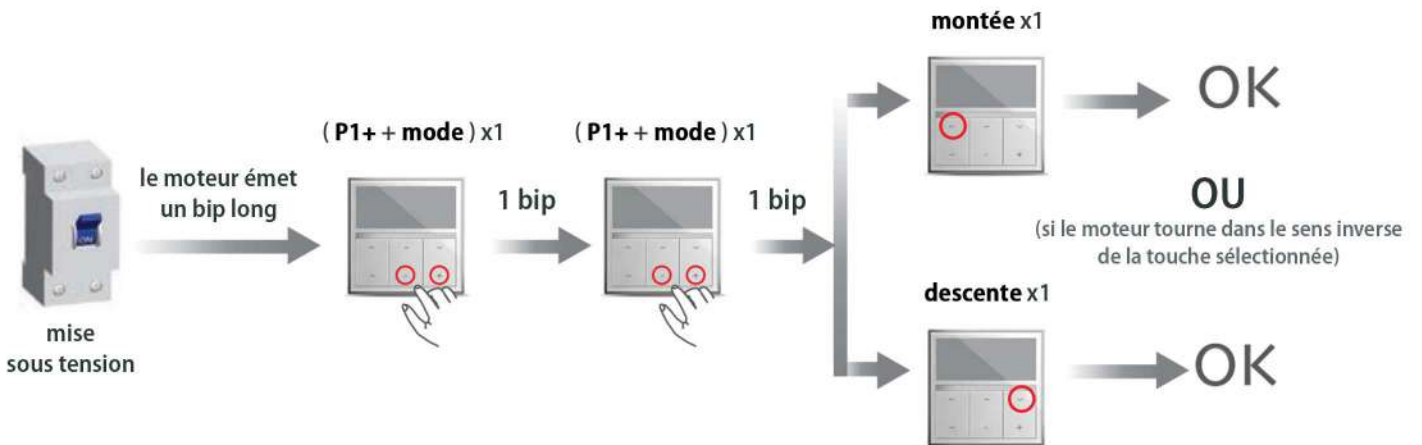 montée x1
OK
( P1+ + mode ) x1
( P1+ + mode ) x1
le moteur émet
un bip long
1 bip
1 bip
ON
OU
(si le moteur tourne dans le sens inverse
de la touche sélectionnée)
descente x1
mise
sous tension
OK